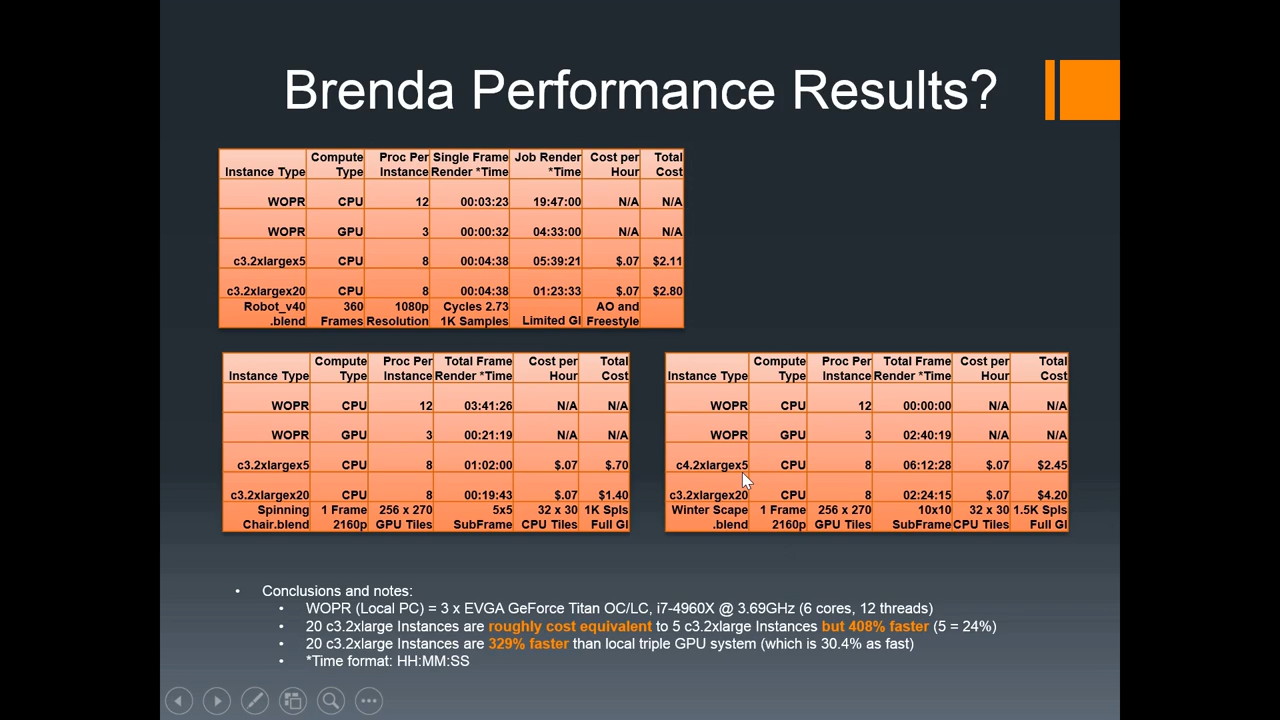 Brenda Performance Results?
Compute Proc Per Single Frame Job Render Cost per Total
Instance Type Type Instance Render *Time *Time Hour Cost
WOPR CPU 12 00:03:23 19:47:00 N/A N/A
WOPR GPU 3 00:00:32 04:33:00 N/A N/A
c3.2xlargex5 CPU 8 00:04:38 05:39:21 $.07 $2.11
c3.2xlargex20 CPU 8 00:04:38 01:23:33 $.07 $2.80
Robot_v40 360 1080p Cycles 2.73 AO and
.blend Frames Resolution 1K Samples Limited GI Freestyle
Compute Proc Per Total Frame Cost per Total
Instance Type Type Instance Render *Time Hour Cost
WOPR CPU 12 03:41:26 N/A N/A
WOPR GPU 3 00:21:19 N/A N/A
c3.2xlargex5 CPU 8 01:02:00 $.07 $.70
c3.2xlargex20 CPU 8 00:19:43 $.07 $1.40
Spinning 1 Frame 256 x 270 5x5 32 x 30 1K Spls
Chair.blend 2160p GPU Tiles SubFrame CPU Tiles Full GI
Compute Proc Per Total Frame Cost per Total
Instance Type Type Instance Render *Time Hour Cost
WOPR CPU 12 00:00:00 N/A N/A
WOPR GPU 3 02:40:19 N/A N/A
c4.2xlargex5 CPU 8 06:12:28 $.07 $2.45
c3.2xlargex20 CPU 8 02:24:15 $.07 $4.20
Winter Scape 1 Frame 256 x 270 10x10 32 x 30 1.5K Spls
.blend 2160p GPU Tiles SubFrame CPU Tiles Full GI
• Conclusions and notes:
• WOPR (Local PC) = 3 x EVGA GeForce Titan OC/LC, i7-4960X @ 3.69GHz (6 cores, 12 threads)
• 20 c3.2xlarge Instances are roughly cost equivalent to 5 c3.2xlarge Instances but 408% faster (5 = 24%)
• 20 c3.2xlarge Instances are 329% faster than local triple GPU system (which is 30.4% as fast)
• *Time format: HH:MM:SS